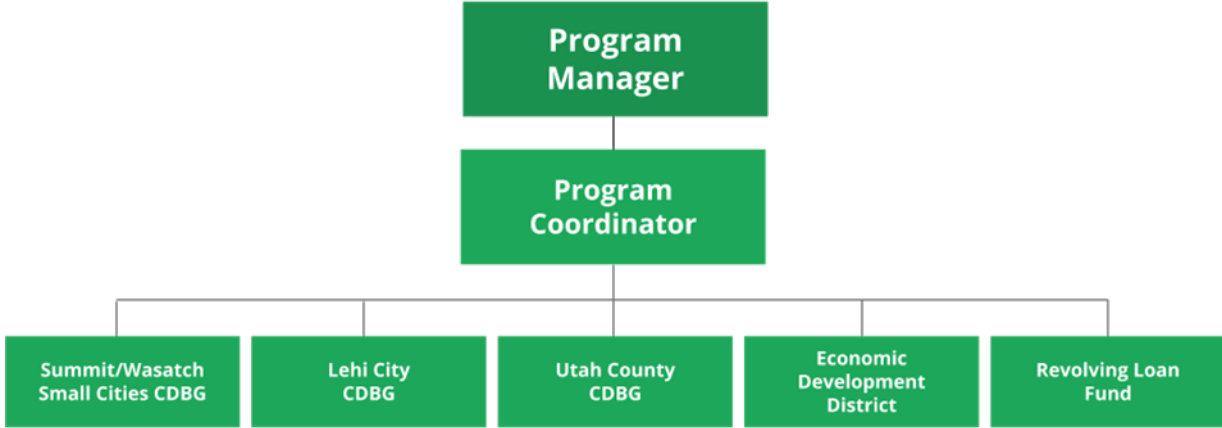 Program
Manager
Program
Coordinator
Summit/Wasatch
Small Cities CDBG
Lehi City
CDBG
Utah County
CDBG
Economic
Development
District
Revolving Loan
Fund